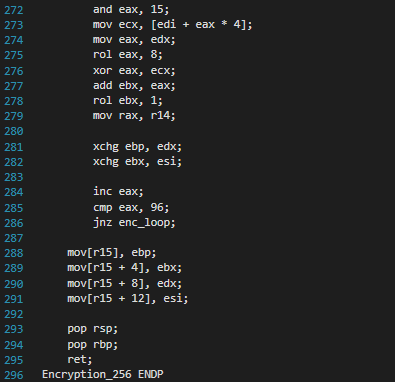 272 and eax, 15;
273 mov ecx, [edi + eax * 4];
274 mov eax, edx;
275 rol eax, 8;
276 xor eax, ecx;
277 add ebx, eax;
278 rol ebx, 1;
279 mov rax, r14;
280
281 xchg ebp, edx;
282 xchg ebx, esi;
283
284 inc eax;
285 cmp eax, 96;
286 jnz enc_loop;
287
288 mov[r15], ebp;
289 mov[r15 + 4], ebx;
290 mov[r15 + 8], edx;
291 mov[r15 + 12], esi;
292
293 pop rsp;
294 pop rbp;
295 ret;
296 Encryption_256 ENDP